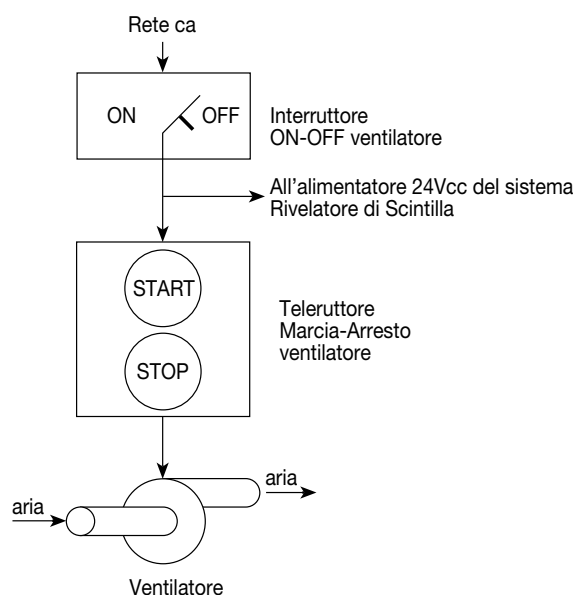 Rete ca
ON
OFF
Interruttore
ON-OFF ventilatore
All'alimentatore 24Vcc del sistema
Rivelatore di Scintilla
START
Teleruttore
Marcia-Arresto
ventilatore
STOP
aria
aria
Ventilatore